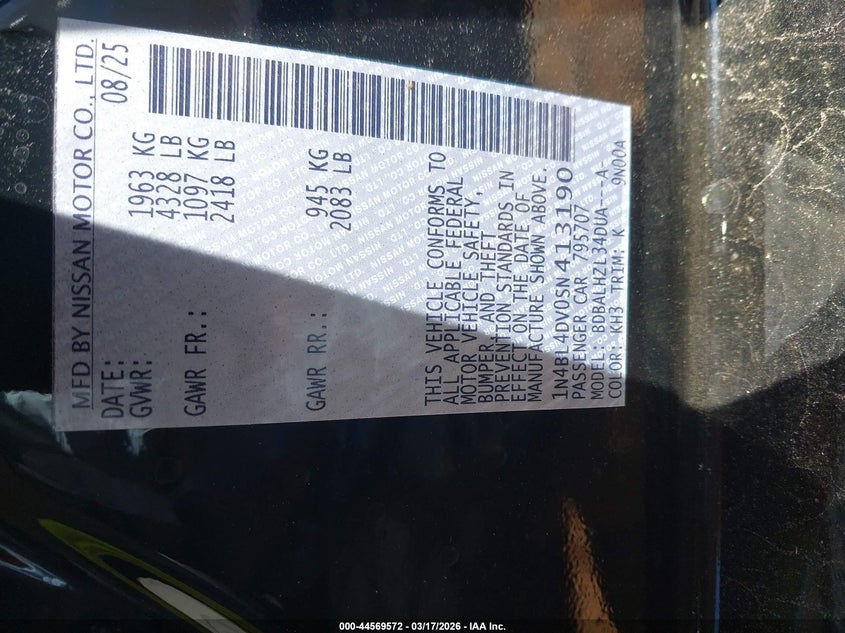 MFD BY NISSAN MOTOR CO., LTD.
DATE: 08/25
GVWR: 1963 KG
4328 LB
GAWR FR.: 1097 KG
2418 LB
GAWR RR.: 945 KG
2083 LB
THIS VEHICLE CONFORMS TO
ALL APPLICABLE FEDERAL
MOTOR VEHICLE SAFETY,
BUMPER AND THEFT
PREVENTION STANDARDS IN
EFFECT ON THE DATE OF
MANUFACTURE SHOWN ABOVE.
1N4BL4DV0SN413190
PASSENGER CAR 795707
MODEL: BDBALHZL34DUA---A
COLOR: KH3 TRIM: K 9N00A
000-44569572 - 03/17/2026 - IAA Inc.